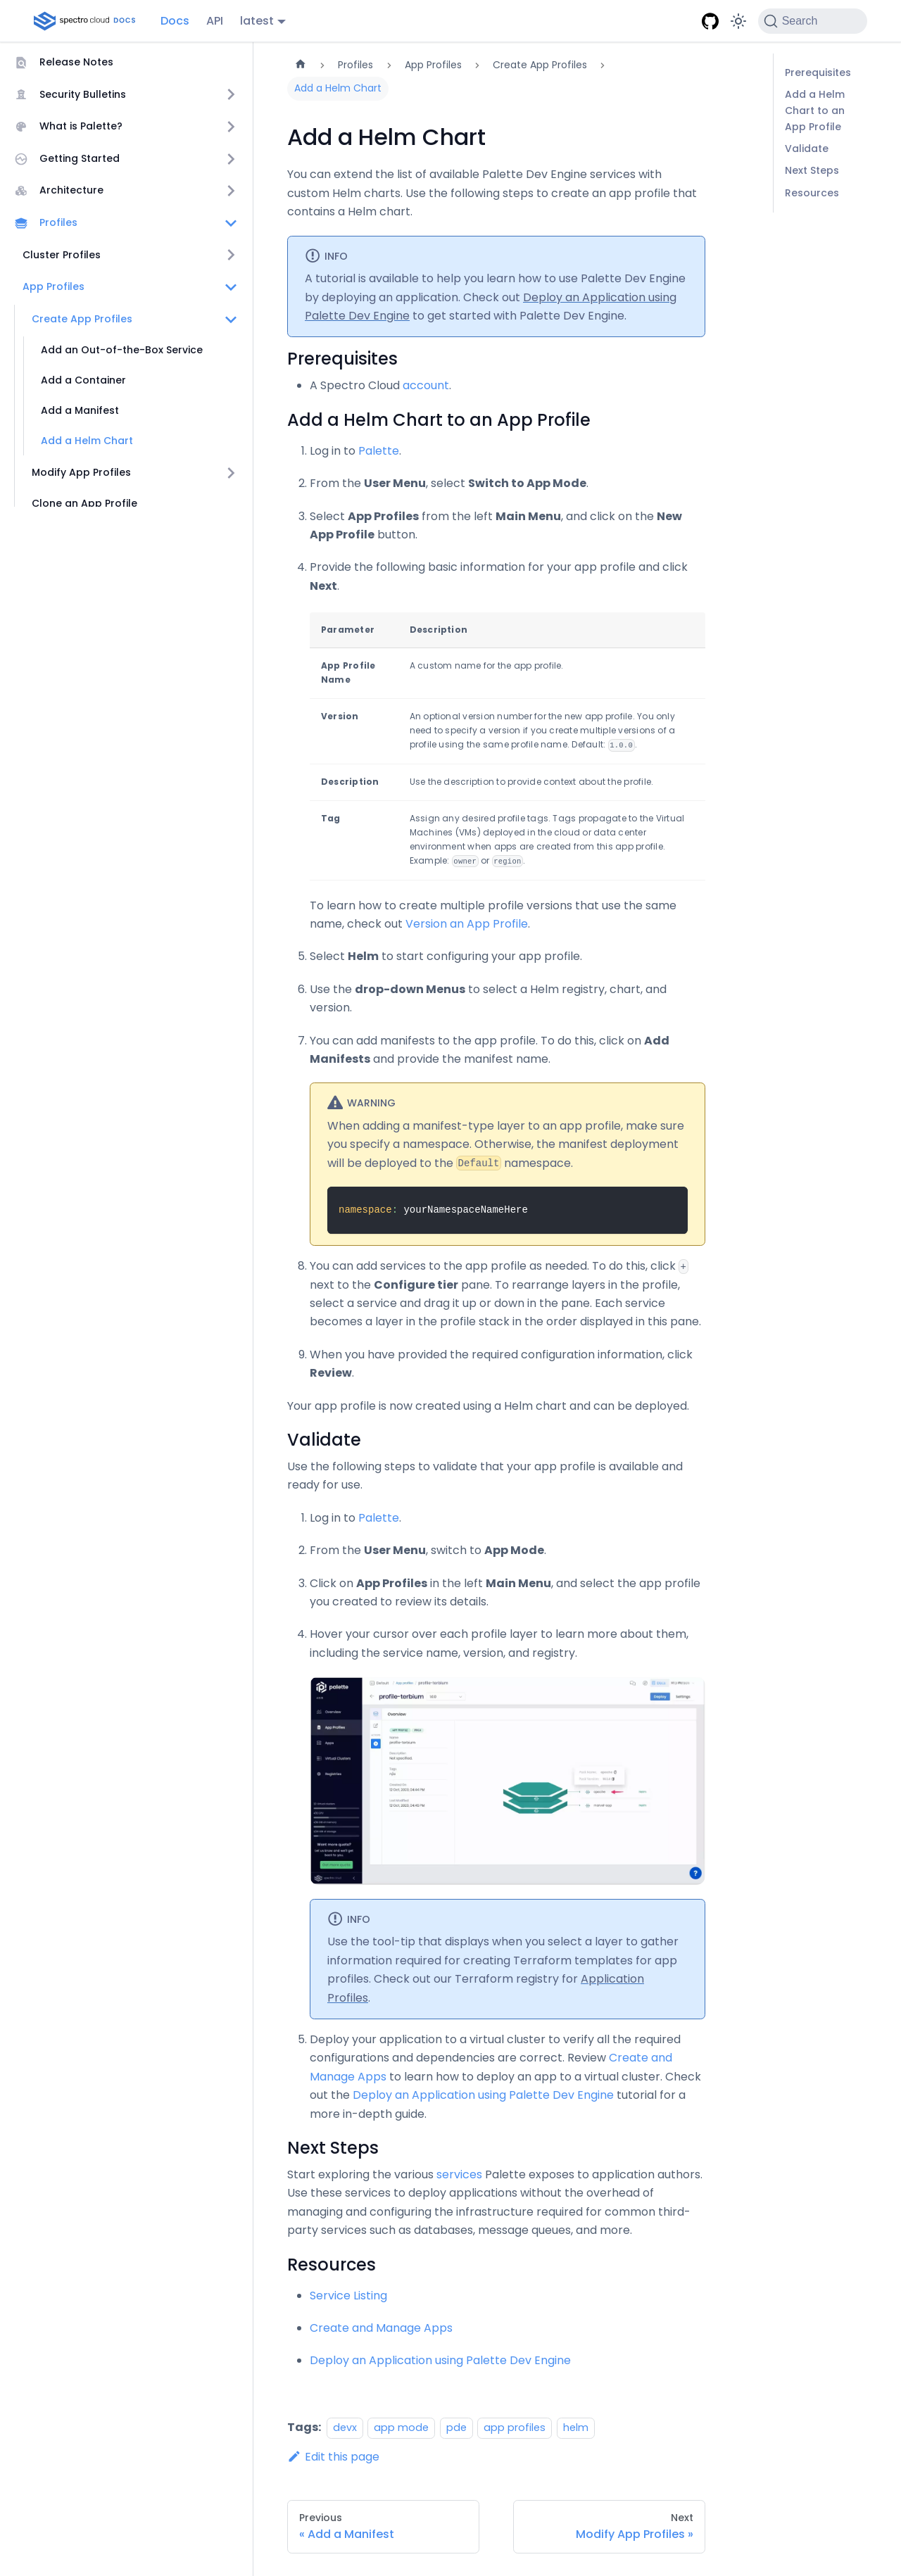 spectro cloud DOCS
Docs
API
latest
Search
Release Notes
Security Bulletins
What is Palette?
Getting Started
Architecture
Profiles
Cluster Profiles
App Profiles
Create App Profiles
Add an Out-of-the-Box Service
Add a Container
Add a Manifest
Add a Helm Chart
Modify App Profiles
Clone an App Profile
Profiles
App Profiles
Create App Profiles
Add a Helm Chart
Add a Helm Chart
You can extend the list of available Palette Dev Engine services with
custom Helm charts. Use the following steps to create an app profile that
contains a Helm chart.
INFO
A tutorial is available to help you learn how to use Palette Dev Engine
by deploying an application. Check out Deploy an Application using
Palette Dev Engine to get started with Palette Dev Engine.
Prerequisites
• A Spectro Cloud account.
Add a Helm Chart to an App Profile
1. Log in to Palette.
2. From the User Menu, select Switch to App Mode.
3. Select App Profiles from the left Main Menu, and click on the New
App Profile button.
4. Provide the following basic information for your app profile and click
Next.
Parameter Description
App Profile Name
A custom name for the app profile.
Version
An optional version number for the new app profile. You only
need to specify a version if you create multiple versions of a
profile using the same profile name. Default: 1.0.0.
Description
Use the description to provide context about the profile.
Tag
Assign any desired profile tags. Tags propagate to the Virtual
Machines (VMs) deployed in the cloud or data center
environment when apps are created from this app profile.
Example: owner or region.
To learn how to create multiple profile versions that use the same
name, check out Version an App Profile.
5. Select Helm to start configuring your app profile.
6. Use the drop-down Menus to select a Helm registry, chart, and
version.
7. You can add manifests to the app profile. To do this, click on Add
Manifests and provide the manifest name.
WARNING
When adding a manifest-type layer to an app profile, make sure
you specify a namespace. Otherwise, the manifest deployment
will be deployed to the Default namespace.
namespace: yourNamespaceNameHere
8. You can add services to the app profile as needed. To do this, click +
next to the Configure tier pane. To rearrange layers in the profile,
select a service and drag it up or down in the pane. Each service
becomes a layer in the profile stack in the order displayed in this pane.
9. When you have provided the required configuration information, click
Review.
Your app profile is now created using a Helm chart and can be deployed.
Validate
Use the following steps to validate that your app profile is available and
ready for use.
1. Log in to Palette.
2. From the User Menu, switch to App Mode.
3. Click on App Profiles in the left Main Menu, and select the app profile
you created to review its details.
4. Hover your cursor over each profile layer to learn more about them,
including the service name, version, and registry.
palette
Overview
App Profiles
Apps
Virtual Clusters
Registries
profile-terbium
Deploy
Settings
Overview
INFO
Use the tool-tip that displays when you select a layer to gather
information required for creating Terraform templates for app
profiles. Check out our Terraform registry for Application
Profiles.
5. Deploy your application to a virtual cluster to verify all the required
configurations and dependencies are correct. Review Create and
Manage Apps to learn how to deploy an app to a virtual cluster. Check
out the Deploy an Application using Palette Dev Engine tutorial for a
more in-depth guide.
Next Steps
Start exploring the various services Palette exposes to application authors.
Use these services to deploy applications without the overhead of
managing and configuring the infrastructure required for common third-
party services such as databases, message queues, and more.
Resources
• Service Listing
• Create and Manage Apps
• Deploy an Application using Palette Dev Engine
Tags: devx app mode pde app profiles helm
Edit this page
Previous
« Add a Manifest
Next
Modify App Profiles »
Prerequisites
Add a Helm
Chart to an
App Profile
Validate
Next Steps
Resources